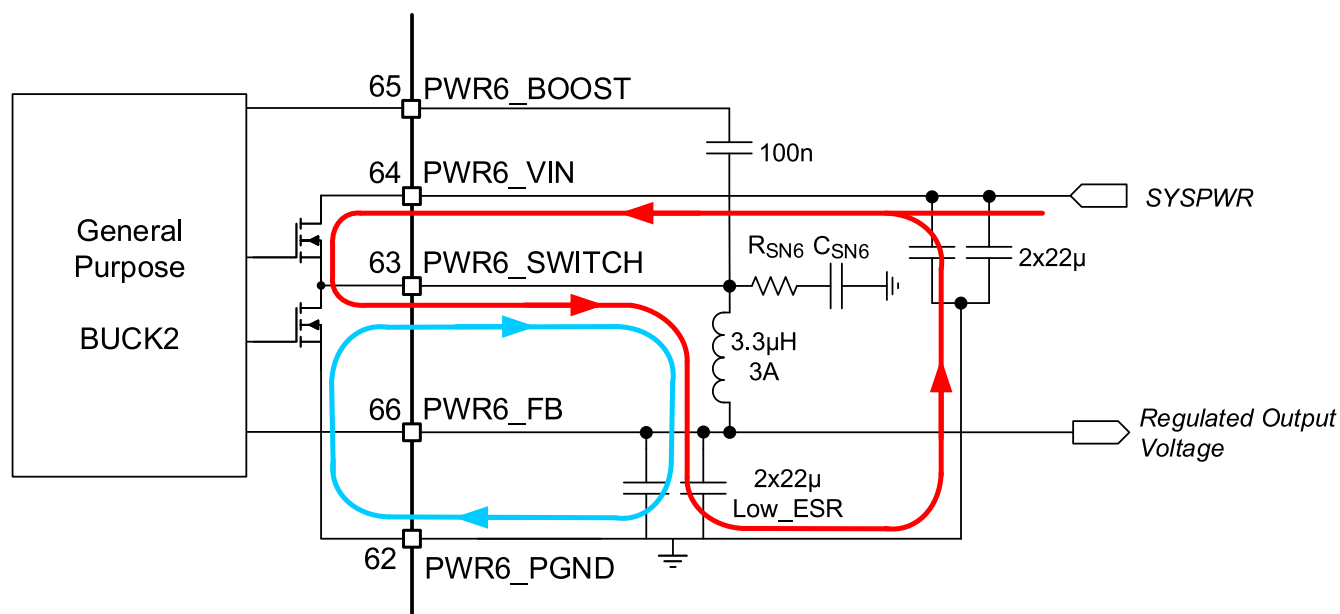 65 PWR6_BOOST
100n
64 PWR6_VIN
SYSPWR
General
Purpose
BUCK2
63 PWR6_SWITCH
RSN6 CSN6
2x22µ
3.3µH
3A
66 PWR6_FB
Regulated Output
Voltage
2x22µ
Low_ESR
62 PWR6_PGND